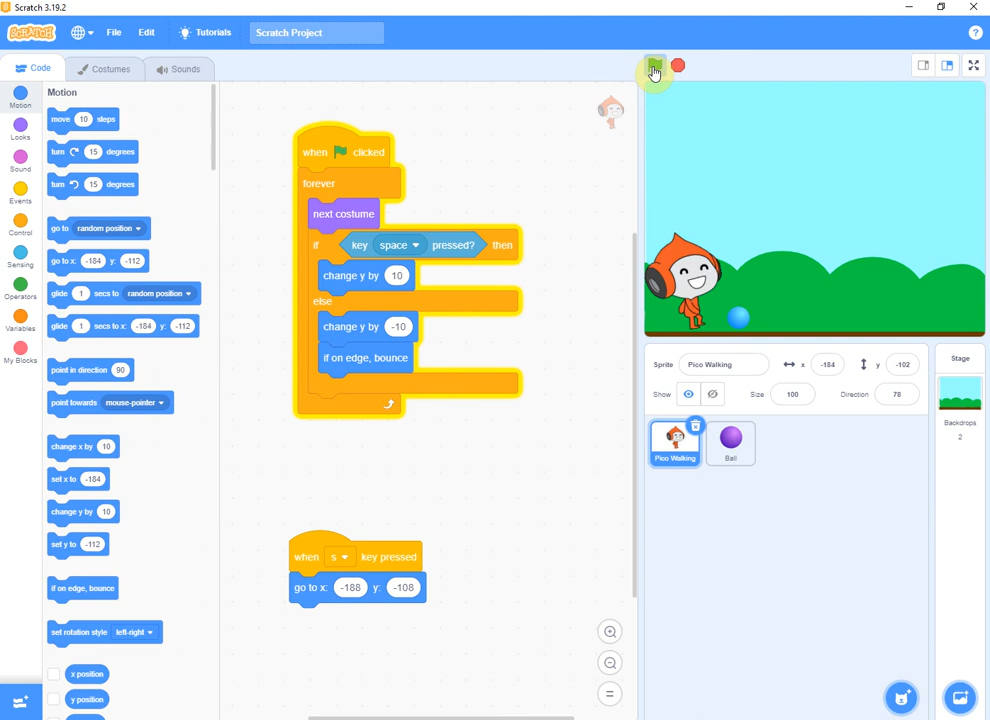 Scratch 3.19.2
SCRATCH File Edit Tutorials Scratch Project ?
Code Costumes Sounds
Motion
Looks
Sound
Events
Control
Sensing
Operators
Variables
My Blocks
Motion
move 10 steps
turn 15 degrees
turn 15 degrees
go to random position
go to x: -184 y: -112
glide 1 secs to random position
glide 1 secs to x: -184 y: -112
point in direction 90
point towards mouse-pointer
change x by 10
set x to -184
change y by 10
set y to -112
if on edge, bounce
set rotation style left-right
x position
y position
when clicked
forever
next costume
if key space pressed? then
change y by 10
else
change y by -10
if on edge, bounce
when s key pressed
go to x: -188 y: -108
Sprite Pico Walking x -184 y -102
Show Size 100 Direction 78
Pico Walking
Ball
Stage
Backdrops
2